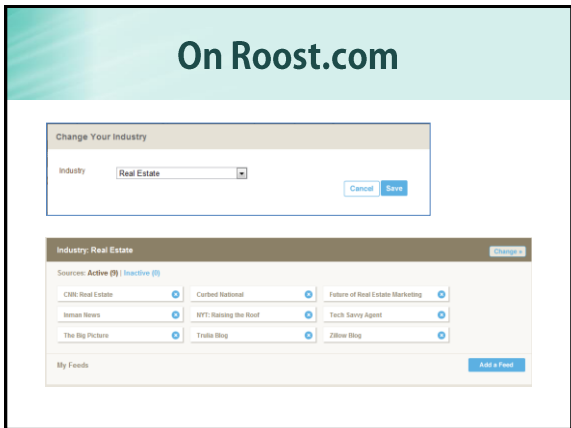 On Roost.com
Change Your Industry
Industry Real Estate
Cancel Save
Industry: Real Estate Change »
Sources: Active (9) | Inactive (0)
CNN: Real Estate Curbed National Future of Real Estate Marketing
Inman News NYT: Raising the Roof Tech Savvy Agent
The Big Picture Trulia Blog Zillow Blog
My Feeds Add a Feed